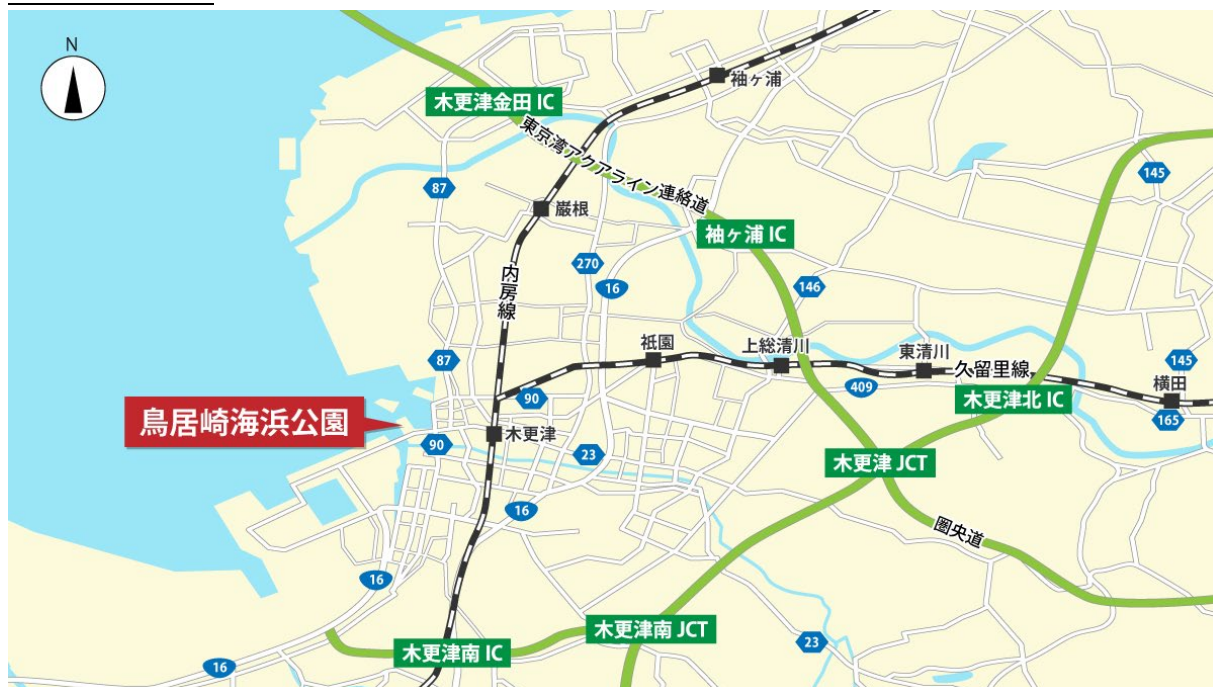 N
袖ヶ浦
木更津金田 IC
東京湾アクアライン連絡道
145
87
巌根
袖ヶ浦 IC
270
16
146
内房線
祇園
上総清川
東清川
久留里線
145
87
409
横田
90
木更津北 IC
165
鳥居崎海浜公園
木更津
90
23
木更津 JCT
16
圏央道
16
木更津南 JCT
23
木更津南 IC
16